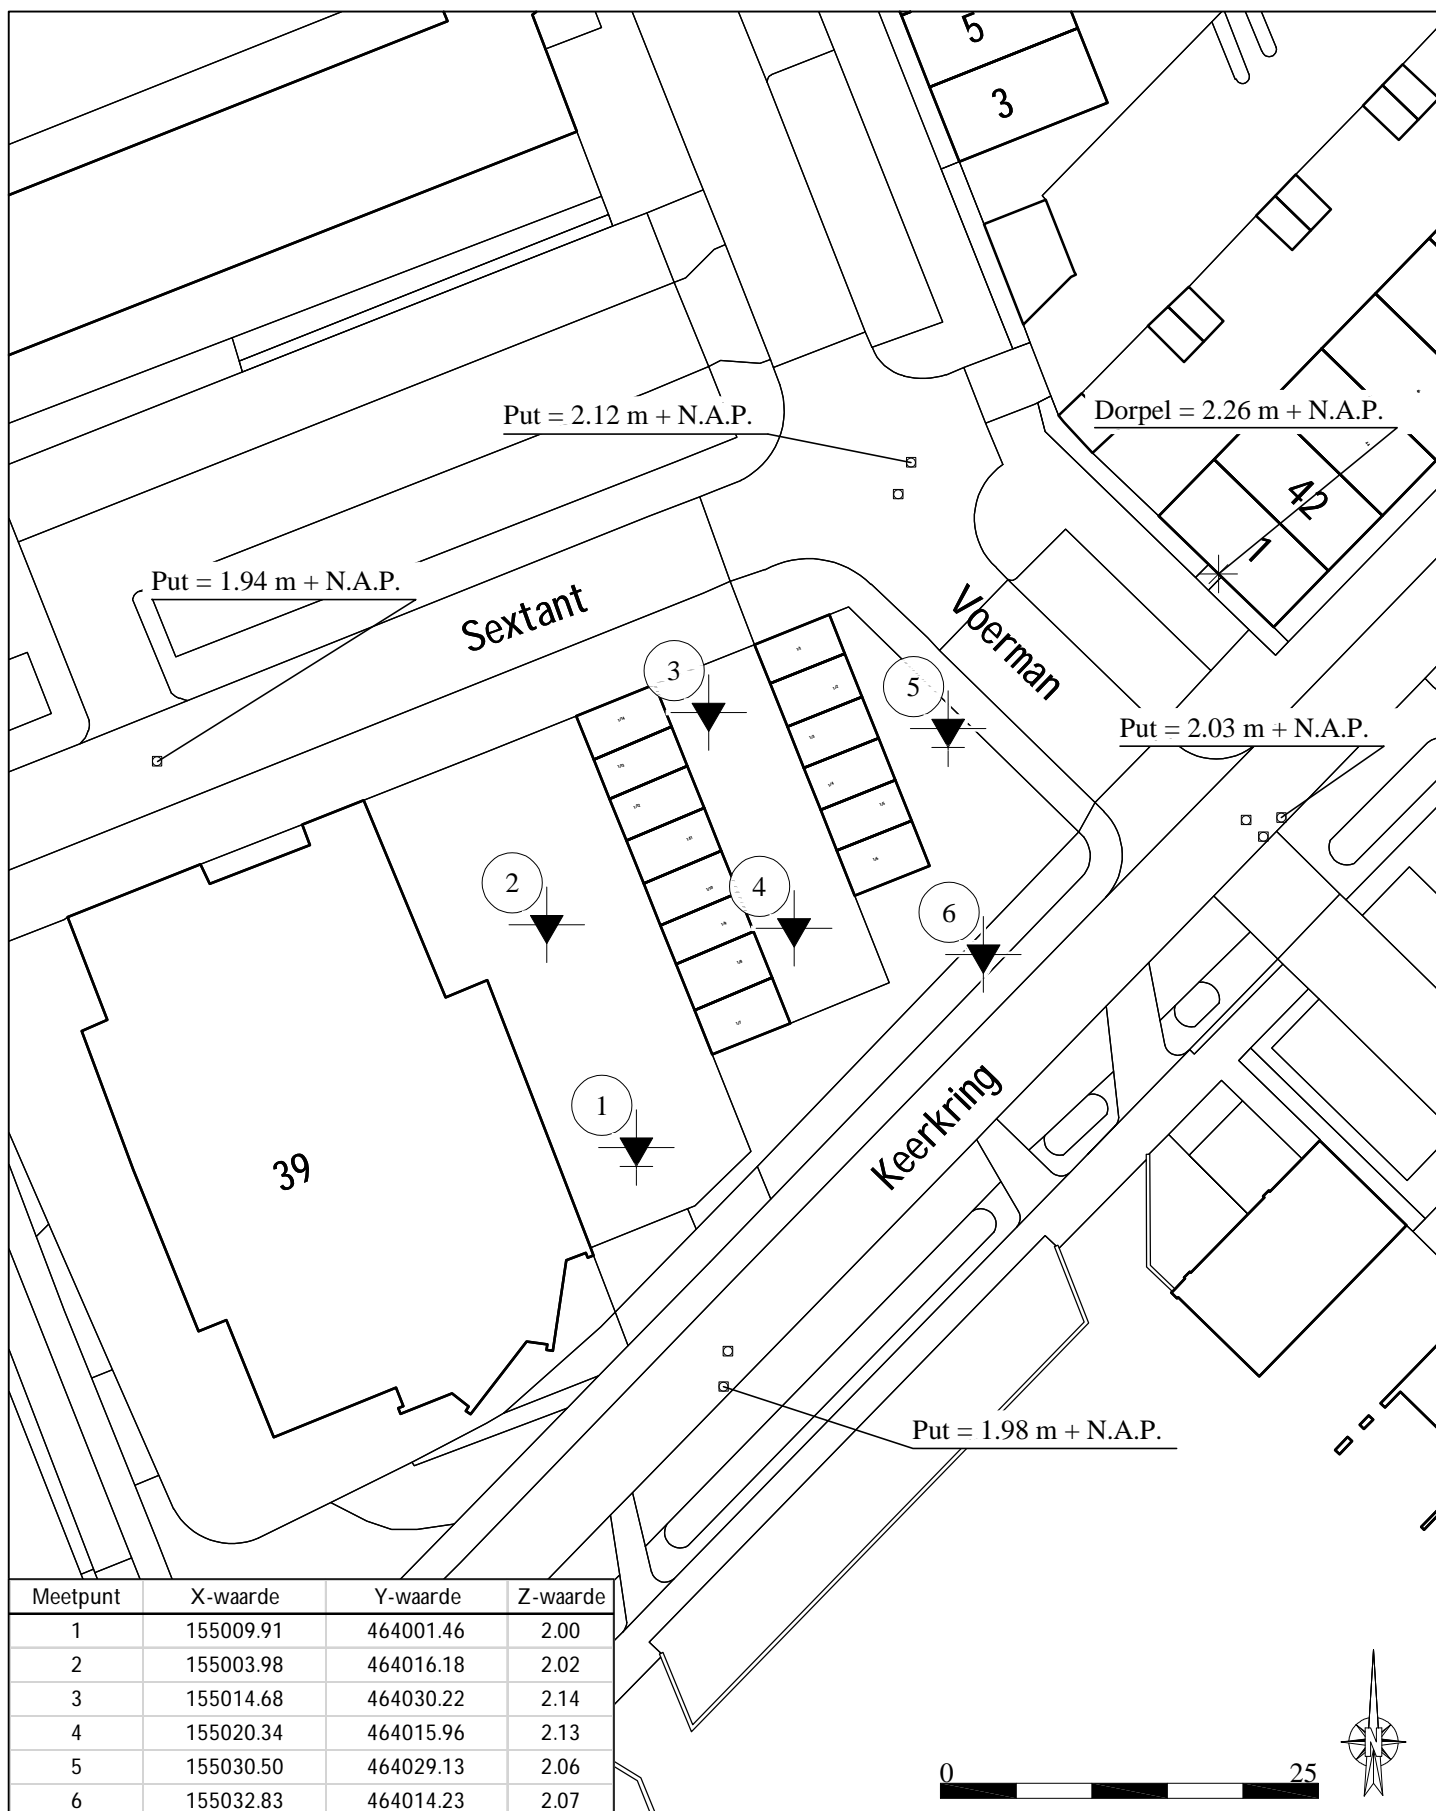 5
3
Put = 2.12 m + N.A.P.
Dorpel = 2.26 m + N.A.P.
42
1
Put = 1.94 m + N.A.P.
Sextant
Voerman
3
5
Put = 2.03 m + N.A.P.
2
4
6
1
Keerkring
39
Put = 1.98 m + N.A.P.
Meetpunt X-waarde Y-waarde Z-waarde
1 155009.91 464001.46 2.00
2 155003.98 464016.18 2.02
3 155014.68 464030.22 2.14
4 155020.34 464015.96 2.13
5 155030.50 464029.13 2.06
6 155032.83 464014.23 2.07
0 25
N